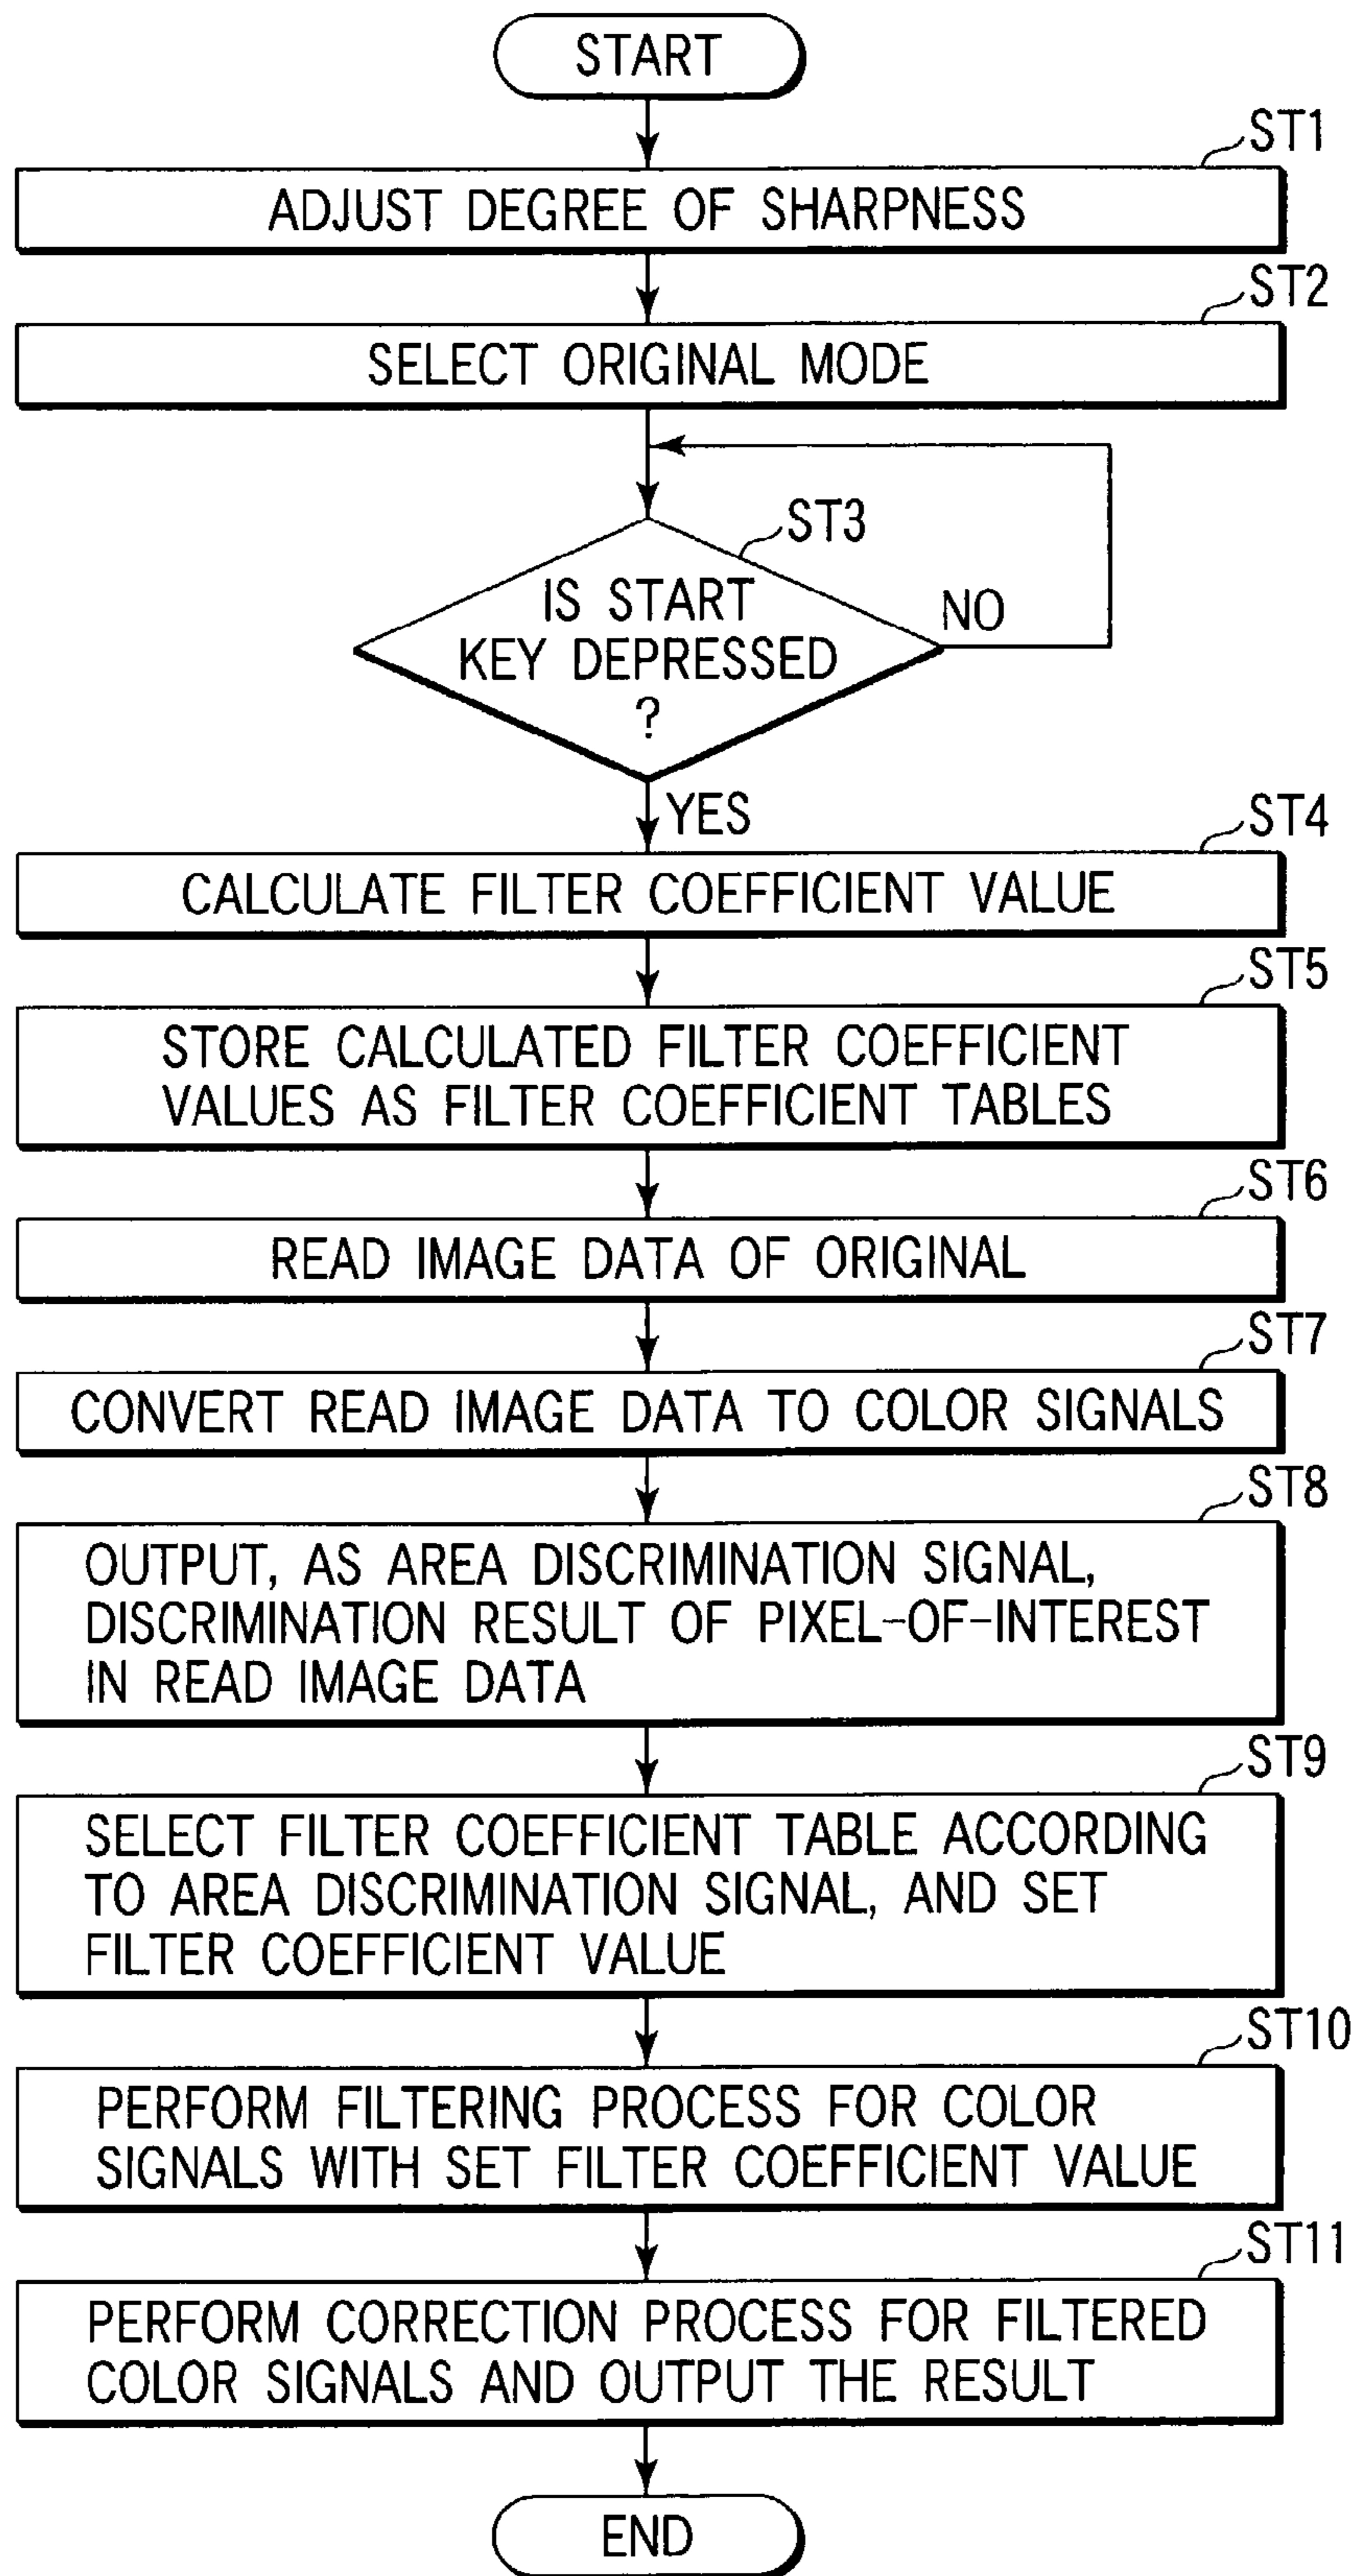 START
ST1
ADJUST DEGREE OF SHARPNESS
ST2
SELECT ORIGINAL MODE
ST3
IS START
KEY DEPRESSED
?
NO
YES
ST4
CALCULATE FILTER COEFFICIENT VALUE
ST5
STORE CALCULATED FILTER COEFFICIENT
VALUES AS FILTER COEFFICIENT TABLES
ST6
READ IMAGE DATA OF ORIGINAL
ST7
CONVERT READ IMAGE DATA TO COLOR SIGNALS
ST8
OUTPUT, AS AREA DISCRIMINATION SIGNAL,
DISCRIMINATION RESULT OF PIXEL-OF-INTEREST
IN READ IMAGE DATA
ST9
SELECT FILTER COEFFICIENT TABLE ACCORDING
TO AREA DISCRIMINATION SIGNAL, AND SET
FILTER COEFFICIENT VALUE
ST10
PERFORM FILTERING PROCESS FOR COLOR
SIGNALS WITH SET FILTER COEFFICIENT VALUE
ST11
PERFORM CORRECTION PROCESS FOR FILTERED
COLOR SIGNALS AND OUTPUT THE RESULT
END